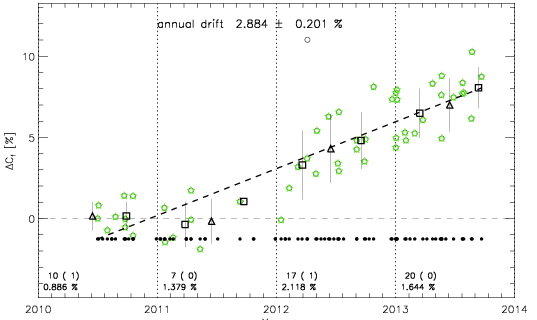 annual drift 2.884 ± 0.201 %
10
5
0
ΔCf [%]
10 ( 1) 7 ( 0) 17 ( 1) 20 ( 0)
0.886 % 1.379 % 2.118 % 1.644 %
2010 2011 2012 2013 2014